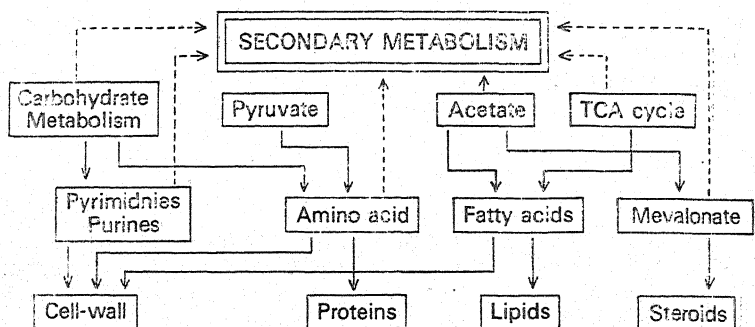 SECONDARY METABOLISM
Carbohydrate
Metabolism
Pyruvate
Acetate
TCA cycle
Pyrimidnies
Purines
Amino acid
Fatty acids
Mevalonate
Cell-wall
Proteins
Lipids
Steroids